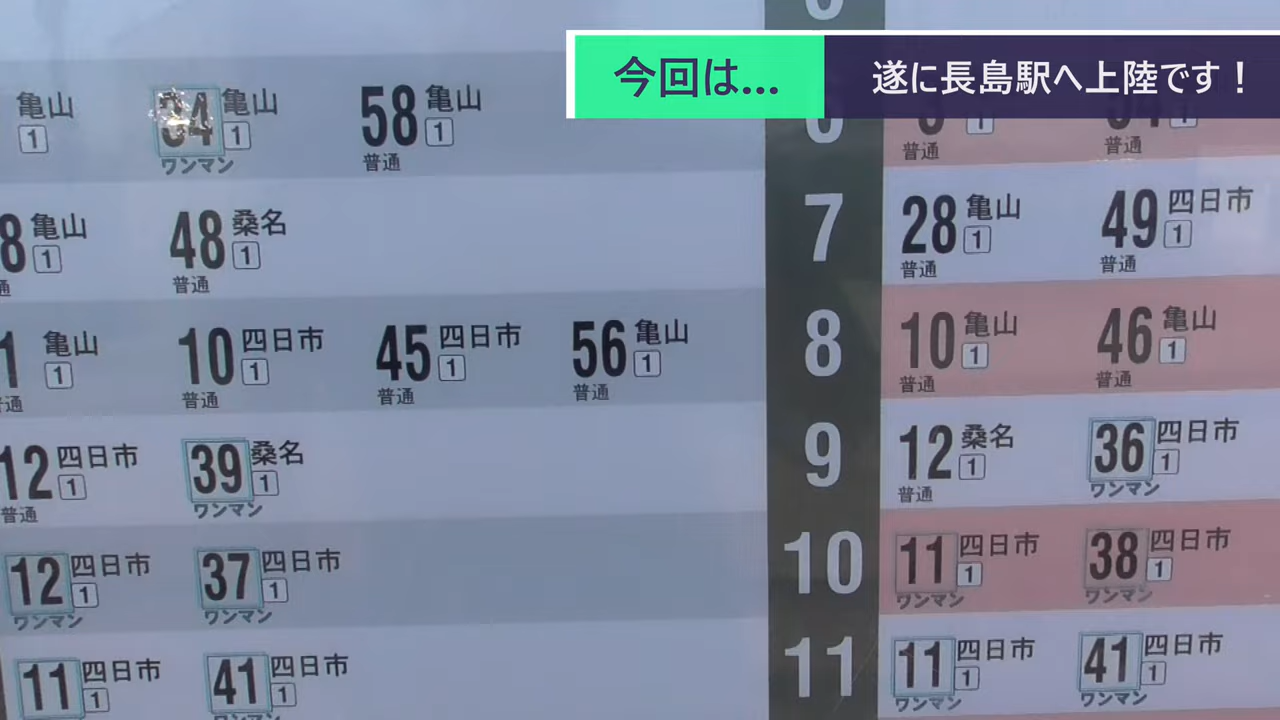 今回は...
遂に長島駅へ上陸です！
亀山 34 亀山 58 亀山
1 1 1
ワンマン 普通 普通 普通
7
8 亀山 48 桑名 28 亀山 49 四日市
1 1 1 1
普通 普通 普通
8
1 亀山 10 四日市 45 四日市 56 亀山 10 亀山 46 亀山
1 1 1 1 1 1
普通 普通 普通 普通 普通 普通
9
12 四日市 39 桑名 12 桑名 36 四日市
1 1 1 1
普通 ワンマン 普通 ワンマン
10
12 四日市 37 四日市 11 四日市 38 四日市
1 1 1 1
ワンマン ワンマン ワンマン ワンマン
11
11 四日市 41 四日市 11 四日市 41 四日市
1 1 1 1
ワンマン ワンマン ワンマン